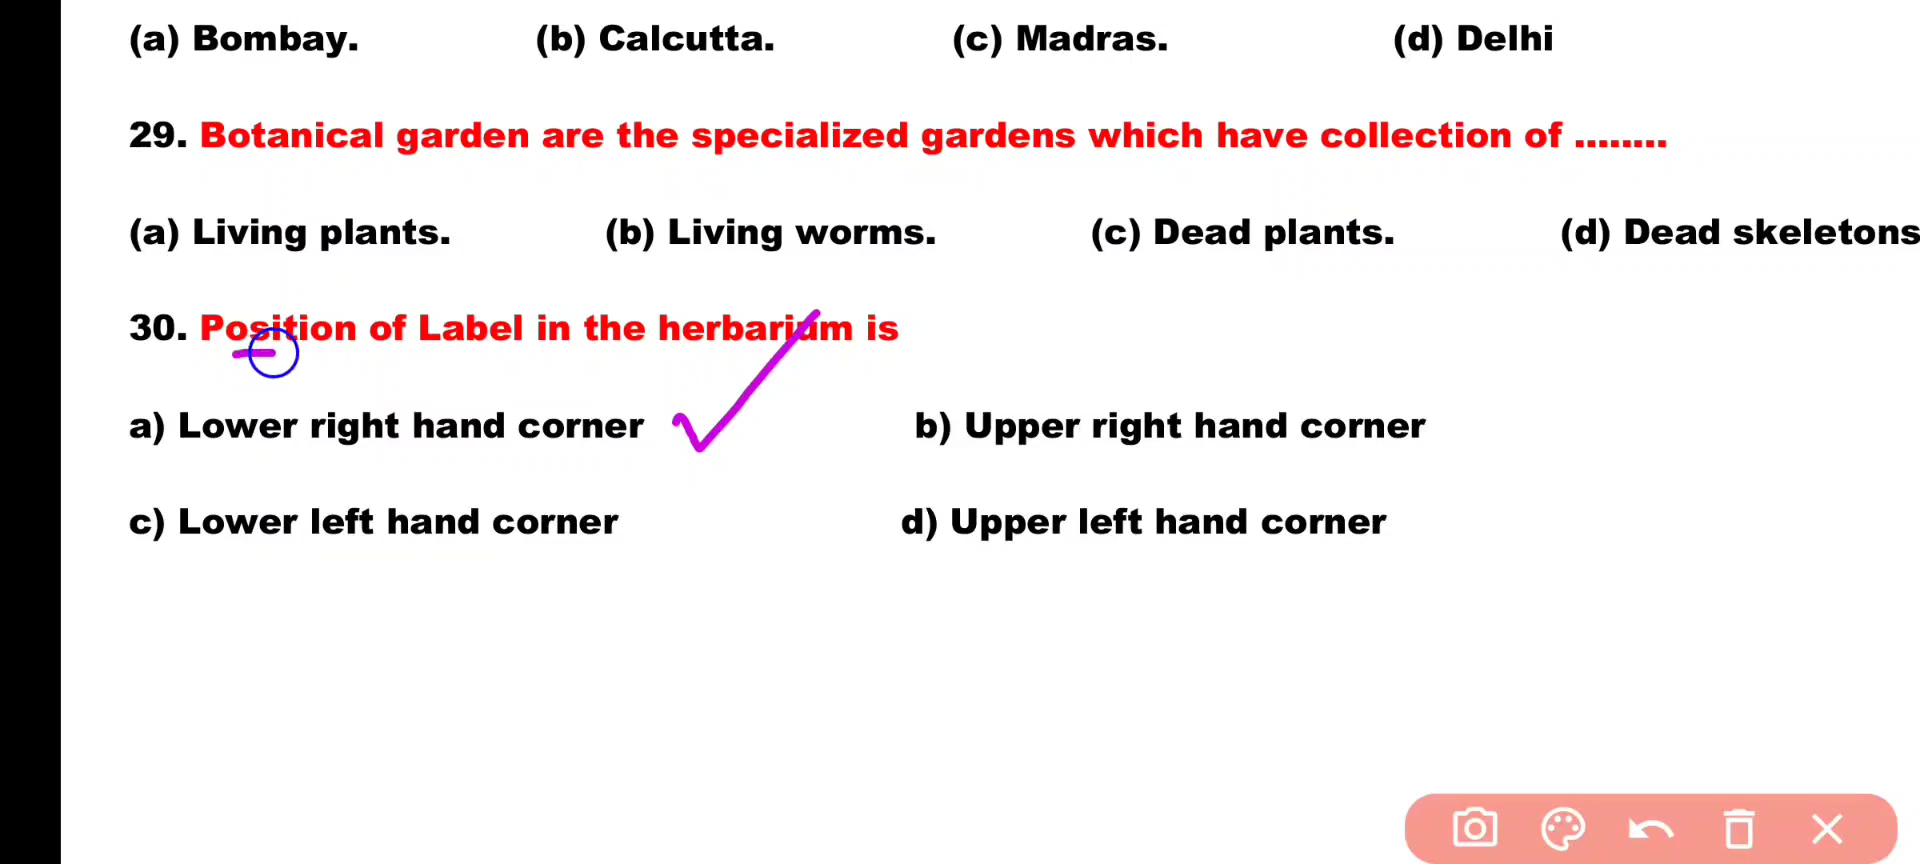 (a) Bombay. (b) Calcutta. (c) Madras. (d) Delhi
29. Botanical garden are the specialized gardens which have collection of ........
(a) Living plants. (b) Living worms. (c) Dead plants. (d) Dead skeletons
30. Position of Label in the herbarium is
a) Lower right hand corner b) Upper right hand corner
c) Lower left hand corner d) Upper left hand corner